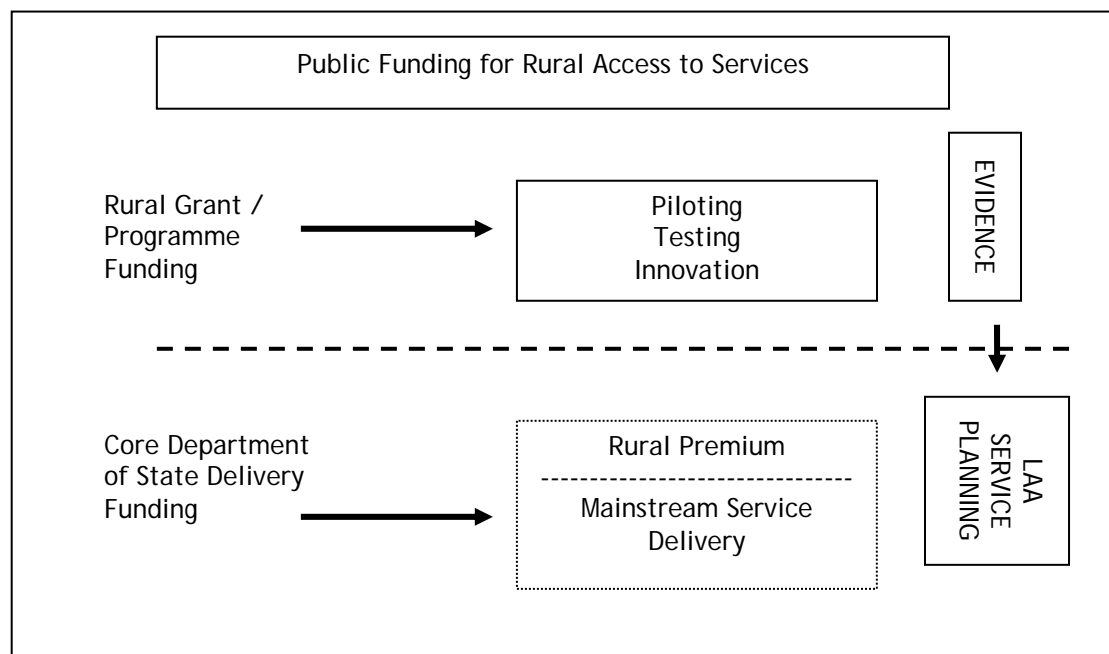 Public Funding for Rural Access to Services
Rural Grant /
Programme
Funding
Piloting
Testing
Innovation
EVIDENCE
Core Department
of State Delivery
Funding
Rural Premium
Mainstream Service
Delivery
LAA
SERVICE
PLANNING